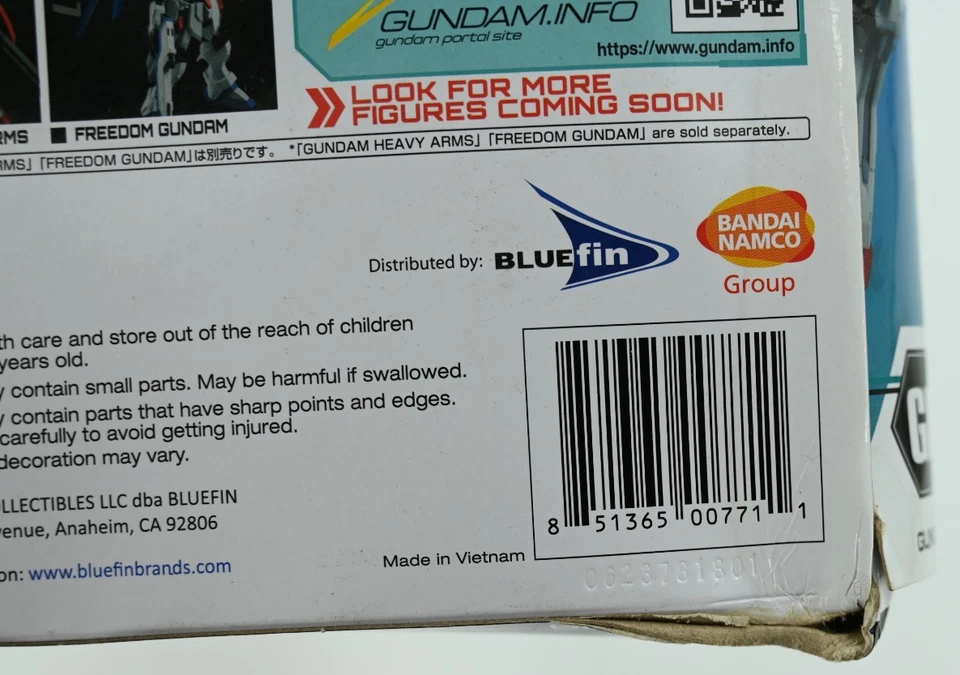 GUNDAM.INFO
gundam portal site
https://www.gundam.info
LOOK FOR MORE
FIGURES COMING SOON!
RMS ■ FREEDOM GUNDAM
RMS」「FREEDOM GUNDAM」は別売りです。 *「GUNDAM HEAVY ARMS」「FREEDOM GUNDAM」 are sold separately.
Distributed by: BLUEfin
BANDAI
NAMCO
Group
th care and store out of the reach of children
years old.
y contain small parts. May be harmful if swallowed.
y contain parts that have sharp points and edges.
carefully to avoid getting injured.
decoration may vary.
OLLECTIBLES LLC dba BLUEFIN
venue, Anaheim, CA 92806
on: www.bluefinbrands.com
Made in Vietnam
8 51365 00771 1
0623781301